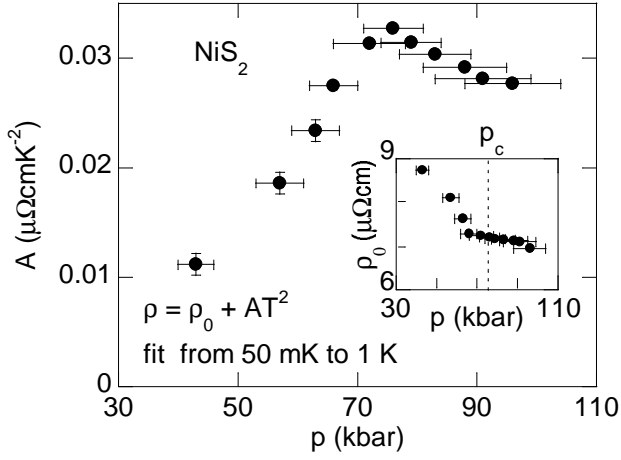 0.03
NiS₂
A (μΩcmK⁻²)
0.02
p_c
9
ρ₀ (μΩcm)
6
30
110
p (kbar)
0.01
ρ = ρ₀ + AT²
fit from 50 mK to 1 K
0
30
50
70
90
110
p (kbar)